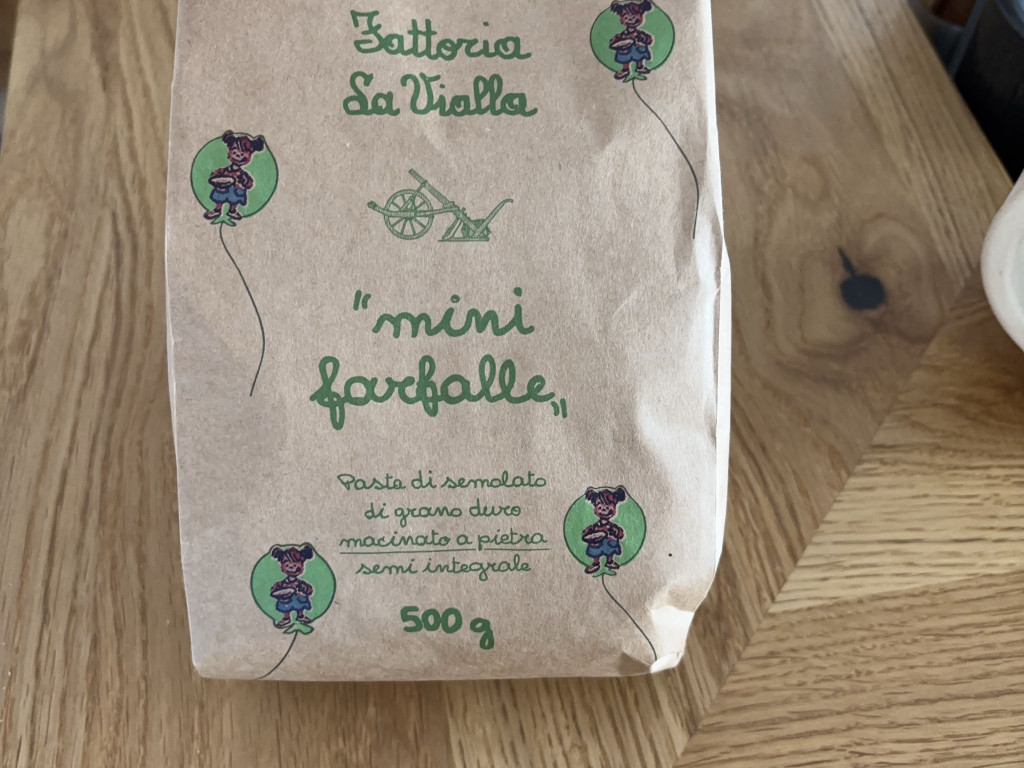 Fattoria
La Vialla
"mini
farfalle„
Pasta di semolato
di grano duro
macinato a pietra
semi integrale
500 g